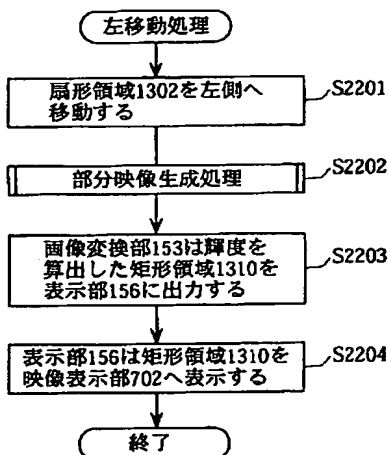 左移動処理
扇形領域1302を左側へ
移動する
S2201
部分映像生成処理
S2202
画像変換部153は輝度を
算出した矩形領域1310を
表示部156に出力する
S2203
表示部156は矩形領域1310を
映像表示部702へ表示する
S2204
終了